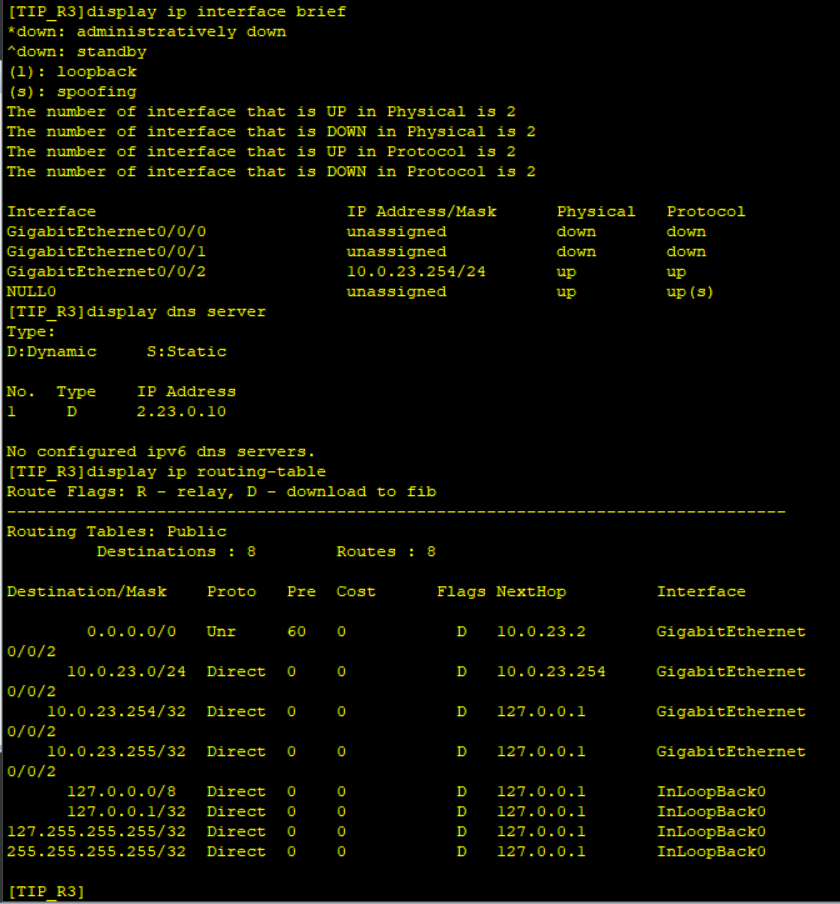 [TIP_R3]display ip interface brief
*down: administratively down
^down: standby
(l): loopback
(s): spoofing
The number of interface that is UP in Physical is 2
The number of interface that is DOWN in Physical is 2
The number of interface that is UP in Protocol is 2
The number of interface that is DOWN in Protocol is 2
Interface                         IP Address/Mask      Physical   Protocol
GigabitEthernet0/0/0              unassigned           down       down
GigabitEthernet0/0/1              unassigned           down       down
GigabitEthernet0/0/2              10.0.23.254/24       up         up
NULL0                             unassigned           up         up(s)
[TIP_R3]display dns server
Type:
D:Dynamic     S:Static
No.  Type    IP Address
1     D      2.23.0.10
No configured ipv6 dns servers.
[TIP_R3]display ip routing-table
Route Flags: R - relay, D - download to fib
------------------------------------------------------------------------------
Routing Tables: Public
         Destinations : 8        Routes : 8
Destination/Mask    Proto   Pre  Cost      Flags NextHop         Interface
        0.0.0.0/0   Unr     60   0           D   10.0.23.2       GigabitEthernet
0/0/2
      10.0.23.0/24  Direct  0    0           D   10.0.23.254     GigabitEthernet
0/0/2
    10.0.23.254/32  Direct  0    0           D   127.0.0.1       GigabitEthernet
0/0/2
    10.0.23.255/32  Direct  0    0           D   127.0.0.1       GigabitEthernet
0/0/2
      127.0.0.0/8   Direct  0    0           D   127.0.0.1       InLoopBack0
      127.0.0.1/32  Direct  0    0           D   127.0.0.1       InLoopBack0
127.255.255.255/32  Direct  0    0           D   127.0.0.1       InLoopBack0
255.255.255.255/32  Direct  0    0           D   127.0.0.1       InLoopBack0
[TIP_R3]